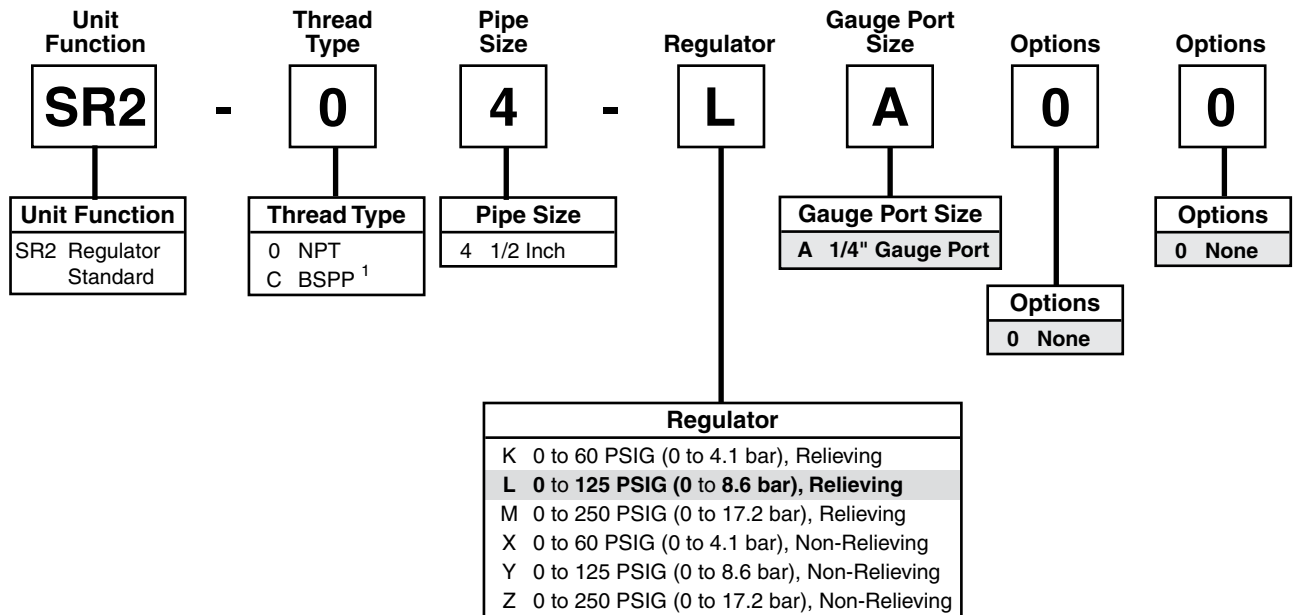 Unit
Function
Thread
Type
Pipe
Size
Regulator
Gauge Port
Size
Options
Options
SR2 - 0 4 - L A 0 0
Unit Function
SR2 Regulator
Standard
Thread Type
0 NPT
C BSPP 1
Pipe Size
4 1/2 Inch
Gauge Port Size
A 1/4" Gauge Port
Options
0 None
Options
0 None
Regulator
K 0 to 60 PSIG (0 to 4.1 bar), Relieving
L 0 to 125 PSIG (0 to 8.6 bar), Relieving
M 0 to 250 PSIG (0 to 17.2 bar), Relieving
X 0 to 60 PSIG (0 to 4.1 bar), Non-Relieving
Y 0 to 125 PSIG (0 to 8.6 bar), Non-Relieving
Z 0 to 250 PSIG (0 to 17.2 bar), Non-Relieving